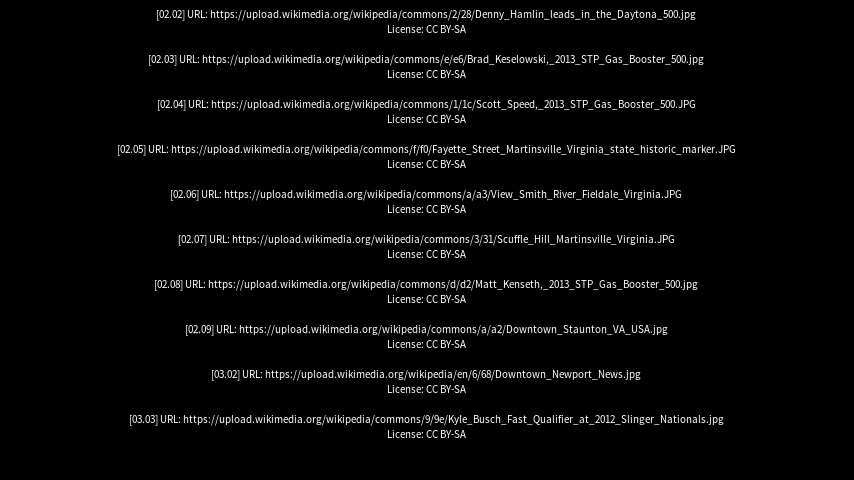 [02.02] URL: https://upload.wikimedia.org/wikipedia/commons/2/28/Denny_Hamlin_leads_in_the_Daytona_500.jpg
License: CC BY-SA
[02.03] URL: https://upload.wikimedia.org/wikipedia/commons/e/e6/Brad_Keselowski,_2013_STP_Gas_Booster_500.jpg
License: CC BY-SA
[02.04] URL: https://upload.wikimedia.org/wikipedia/commons/1/1c/Scott_Speed,_2013_STP_Gas_Booster_500.JPG
License: CC BY-SA
[02.05] URL: https://upload.wikimedia.org/wikipedia/commons/f/f0/Fayette_Street_Martinsville_Virginia_state_historic_marker.JPG
License: CC BY-SA
[02.06] URL: https://upload.wikimedia.org/wikipedia/commons/a/a3/View_Smith_River_Fieldale_Virginia.JPG
License: CC BY-SA
[02.07] URL: https://upload.wikimedia.org/wikipedia/commons/3/31/Scuffle_Hill_Martinsville_Virginia.JPG
License: CC BY-SA
[02.08] URL: https://upload.wikimedia.org/wikipedia/commons/d/d2/Matt_Kenseth,_2013_STP_Gas_Booster_500.jpg
License: CC BY-SA
[02.09] URL: https://upload.wikimedia.org/wikipedia/commons/a/a2/Downtown_Staunton_VA_USA.jpg
License: CC BY-SA
[03.02] URL: https://upload.wikimedia.org/wikipedia/en/6/68/Downtown_Newport_News.jpg
License: CC BY-SA
[03.03] URL: https://upload.wikimedia.org/wikipedia/commons/9/9e/Kyle_Busch_Fast_Qualifier_at_2012_Slinger_Nationals.jpg
License: CC BY-SA